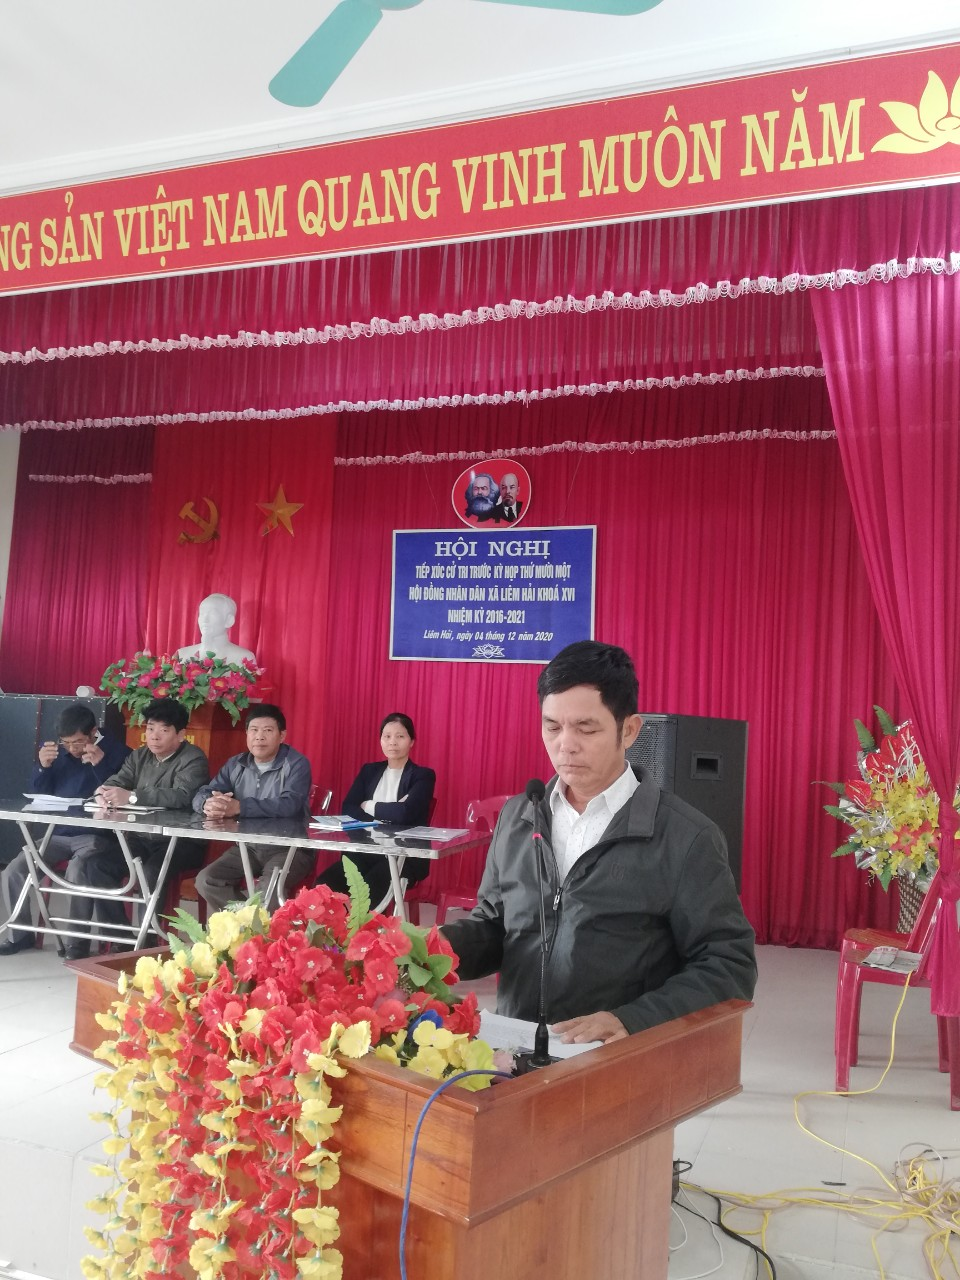 NG SẢN VIỆT NAM QUANG VINH MUÔN NĂM
HỘI NGHỊ
TIẾP XÚC CỬ TRI TRƯỚC KỲ HỌP THỨ MƯỜI MỘT
HỘI ĐỒNG NHÂN DÂN XÃ LIÊM HẢI KHOÁ XVI
NHIỆM KỲ 2016-2021
Liêm Hải, ngày 04 tháng 12 năm 2020